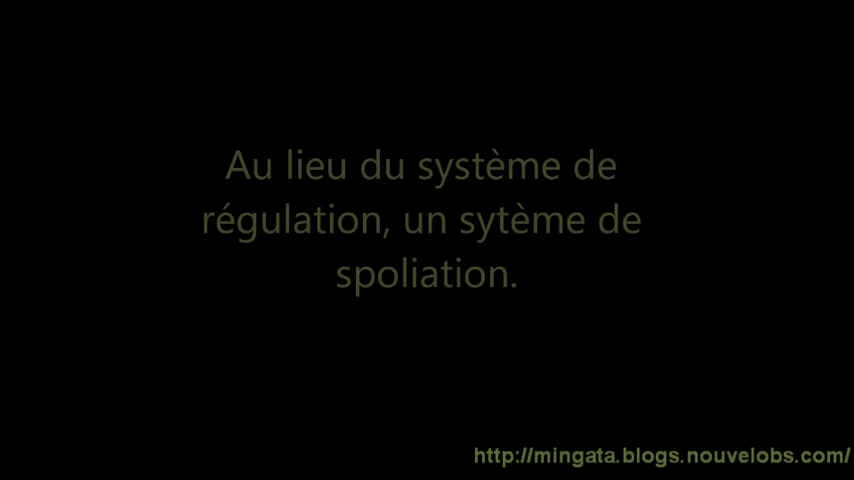 Au lieu du système de
régulation, un sytème de
spoliation.
http://mingata.blogs.nouvelobs.com/